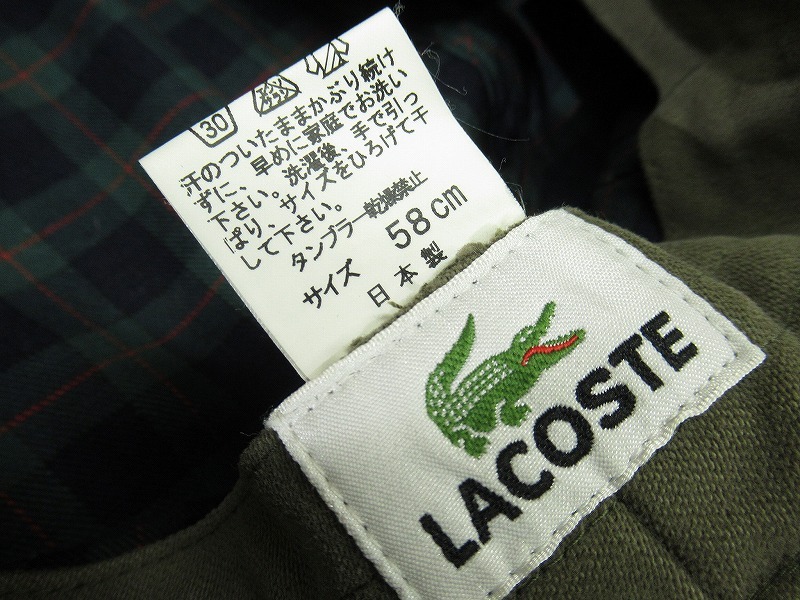 30
汗のついたままかぶり続け
ずに、早めに家庭でお洗い
下さい。洗濯後、手で引っ
ぱり、サイズをひろげて干
して下さい。
タンブラー乾燥禁止
サイズ 58cm
日本製
LACOSTE